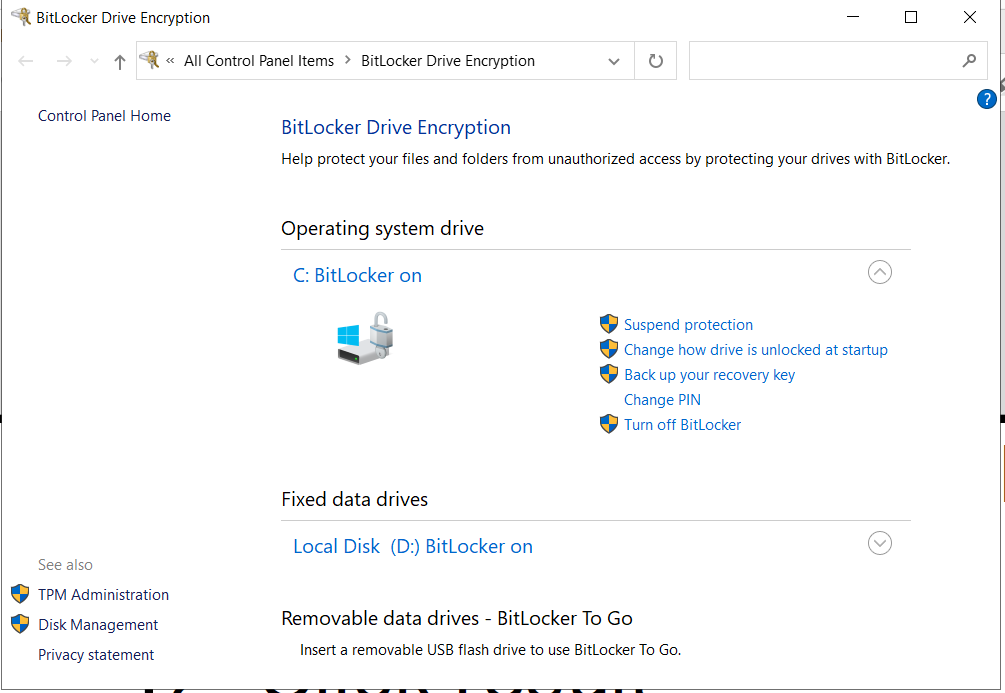 BitLocker Drive Encryption
« All Control Panel Items > BitLocker Drive Encryption
?
Control Panel Home
BitLocker Drive Encryption
Help protect your files and folders from unauthorized access by protecting your drives with BitLocker.
Operating system drive
C: BitLocker on
Suspend protection
Change how drive is unlocked at startup
Back up your recovery key
Change PIN
Turn off BitLocker
Fixed data drives
Local Disk (D:) BitLocker on
Removable data drives - BitLocker To Go
Insert a removable USB flash drive to use BitLocker To Go.
See also
TPM Administration
Disk Management
Privacy statement